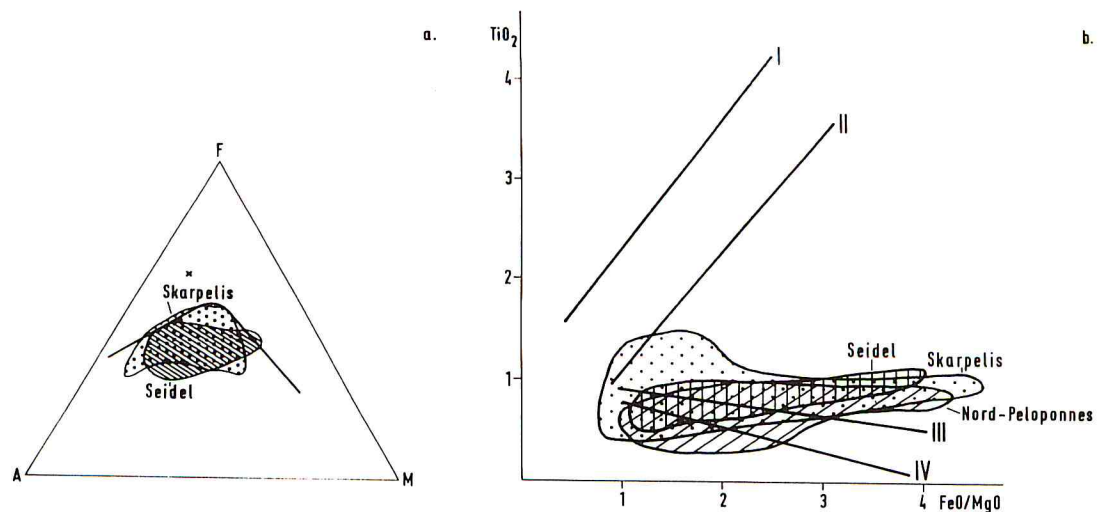 a.
F
Skarpelis
Seidel
A
M
b.
TiO₂
4
3
2
1
I
II
Seidel
Skarpelis
Nord-Peloponnes
III
IV
1
2
3
4
FeO/MgO